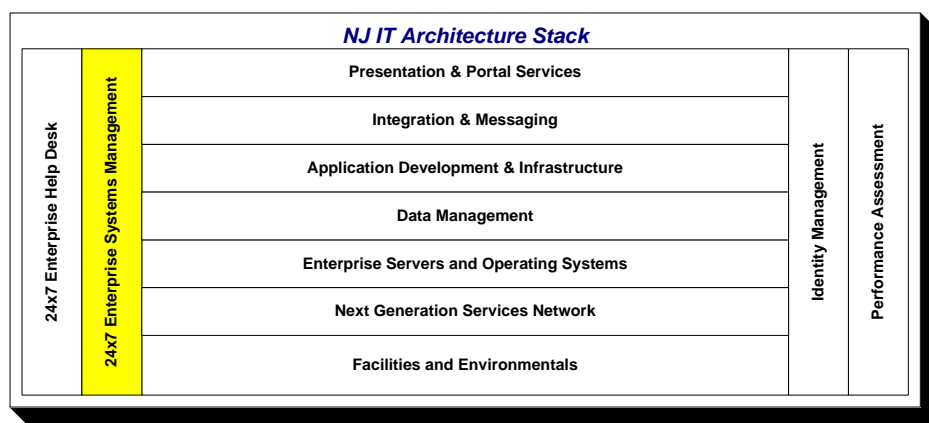 NJ IT Architecture Stack
24x7 Enterprise Help Desk
24x7 Enterprise Systems Management
Presentation & Portal Services
Integration & Messaging
Application Development & Infrastructure
Data Management
Enterprise Servers and Operating Systems
Next Generation Services Network
Facilities and Environmentals
Identity Management
Performance Assessment